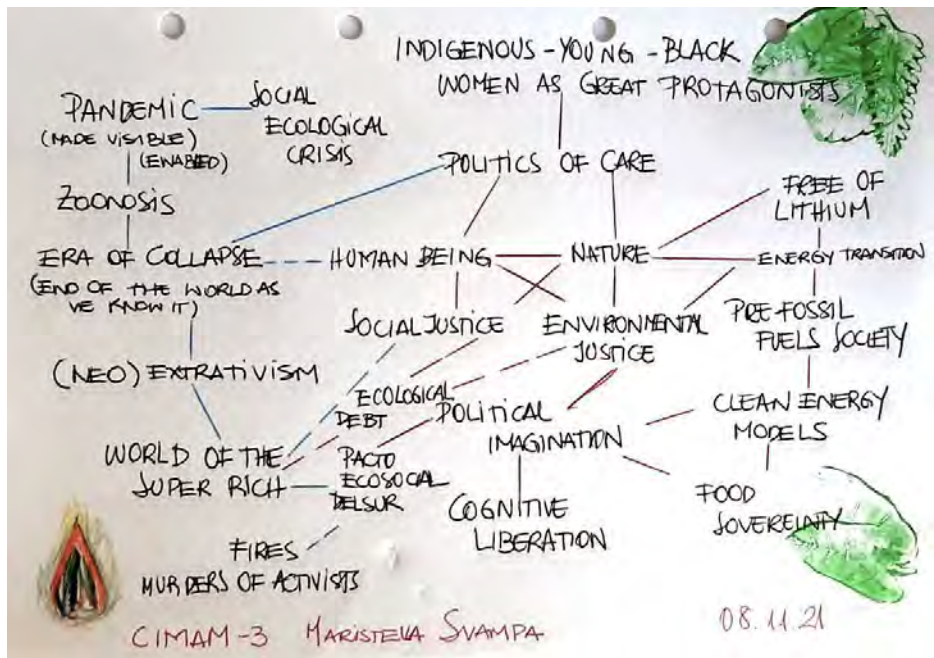 INDIGENOUS - YOUNG - BLACK
WOMEN AS GREAT PROTAGONISTS
PANDEMIC
(MADE VISIBLE)
(ENABLED)
SOCIAL
ECOLOGICAL
CRISIS
POLITICS OF CARE
ZOONOSIS
FREE OF
LITHIUM
ERA OF COLLAPSE
(END OF THE WORLD AS
VE KNOW IT)
HUMAN BEING
NATURE
ENERGY TRANSITION
SOCIAL JUSTICE
ENVIRONMENTAL
JUSTICE
PRE-FOSSIL
FUELS SOCIETY
(NEO) EXTRATIVISM
ECOLOGICAL
DEBT
POLITICAL
IMAGINATION
CLEAN ENERGY
MODELS
WORLD OF THE
SUPER RICH
PACTO
ECOSOCIAL
DELSUR
COGNITIVE
LIBERATION
FOOD
SOVEREINTY
FIRES
MURDERS OF ACTIVISTS
CIMAM-3 MARISTELLA SVAMPA
08.11.21